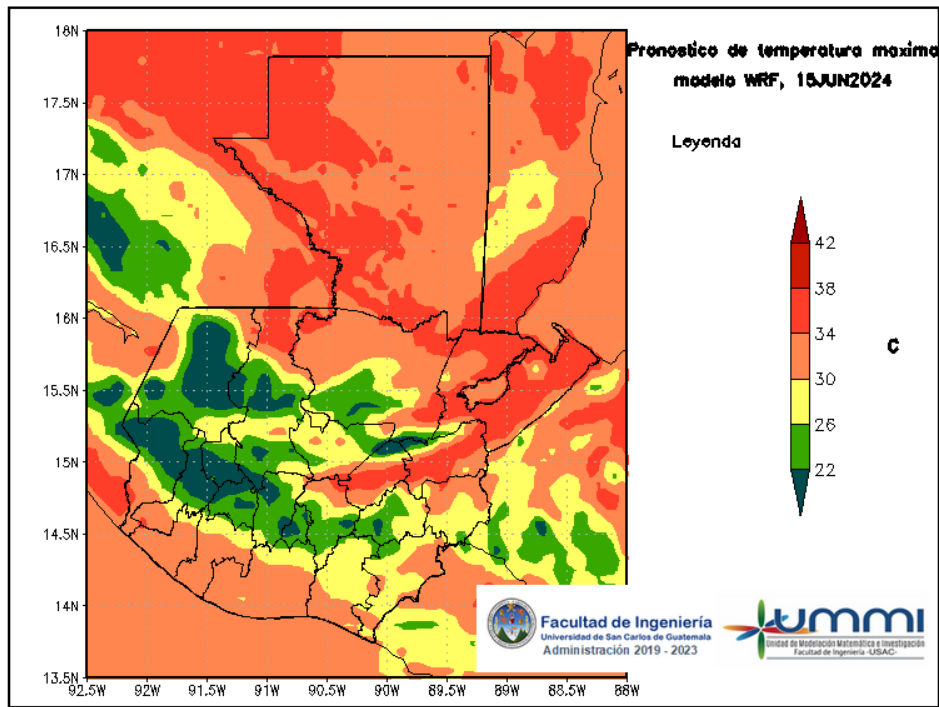 Pronostico de temperatura maxima
modelo WRF, 15JUN2024
Leyenda
18N
17.5N
17N
16.5N
16N
15.5N
15N
14.5N
14N
13.5N
92.5W 92W 91.5W 91W 90.5W 90W 89.5W 89W 88.5W 88W
42
38
34
30
26
22
C
Facultad de Ingeniería
Universidad de San Carlos de Guatemala
Administración 2019 - 2023
UMMI
Unidad de Modelación Matemática e Investigación
Facultad de Ingeniería -USAC-